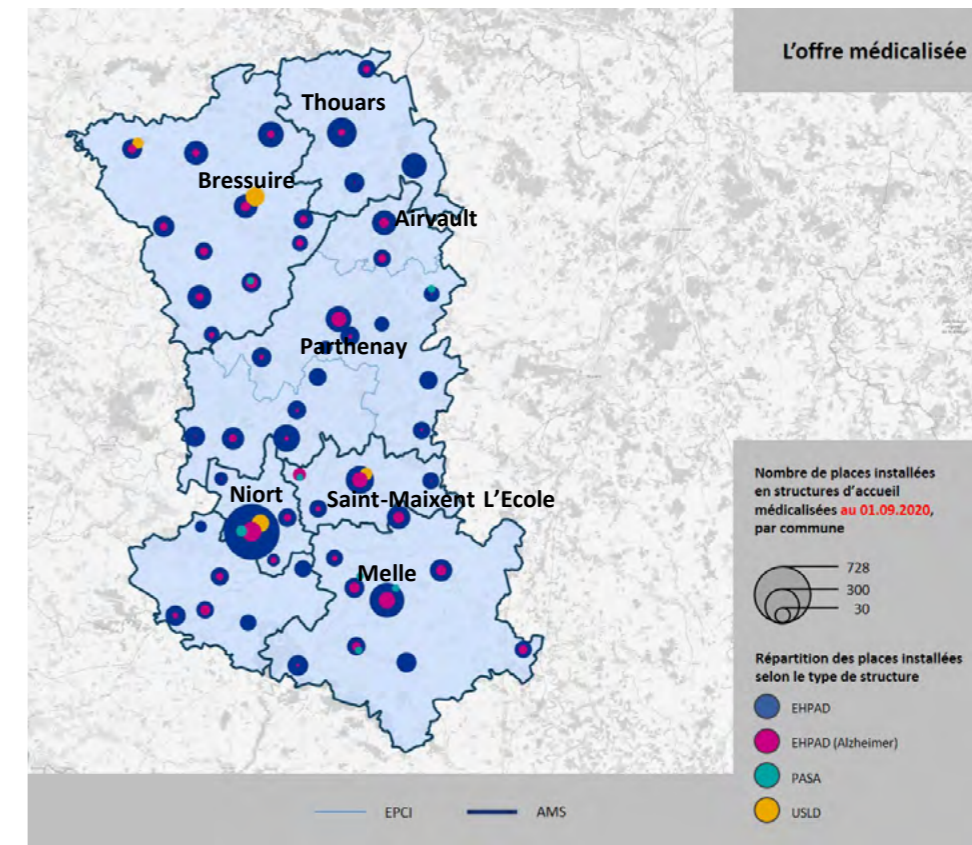 L'offre médicalisée
Thouars
Bressuire
Airvault
Parthenay
Niort
Saint-Maixent L'Ecole
Melle
Nombre de places installées
en structures d'accueil
médicalisées au 01.09.2020,
par commune
728
300
30
Répartition des places installées
selon le type de structure
EHPAD
EHPAD (Alzheimer)
PASA
USLD
EPCI
AMS